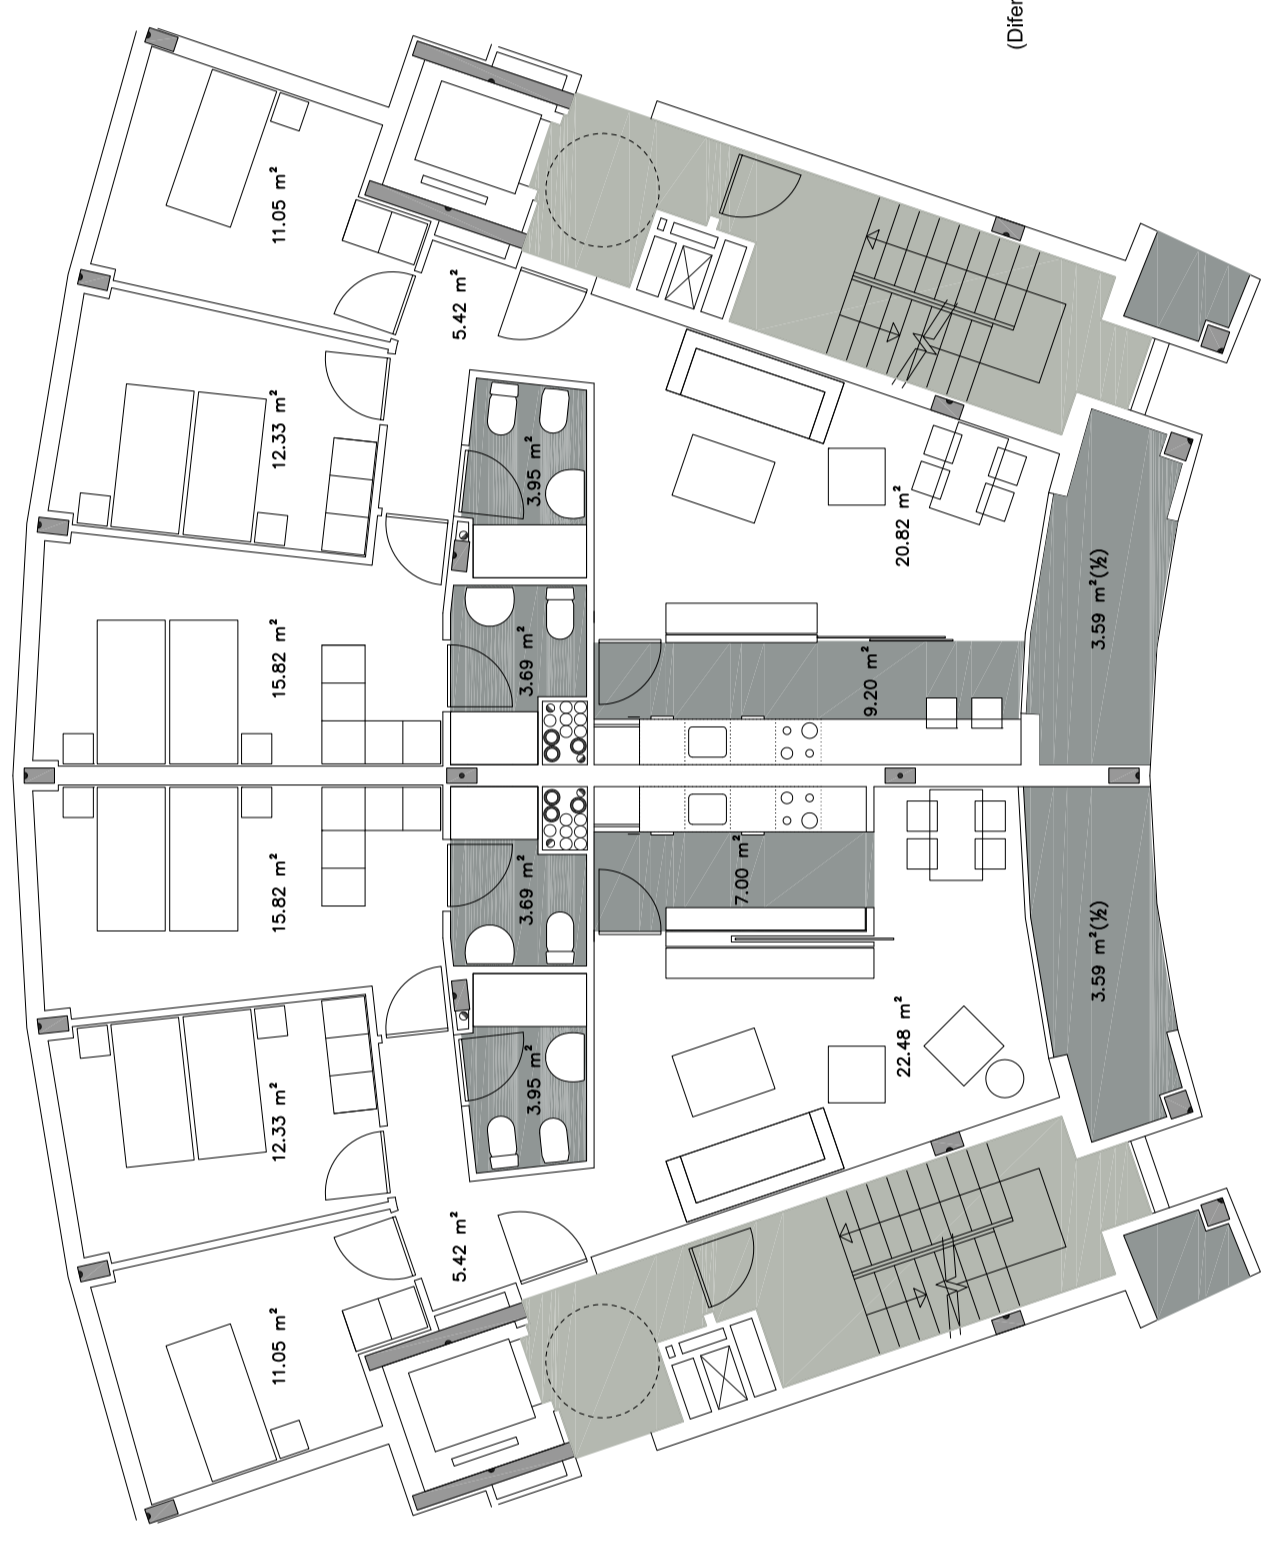 (Difer
11.05 m²
5.42 m²
12.33 m²
3.95 m²
20.82 m²
3.59 m²(½)
15.82 m²
3.69 m²
9.20 m²
15.82 m²
3.69 m²
7.00 m²
3.59 m²(½)
22.48 m²
12.33 m²
3.95 m²
5.42 m²
11.05 m²